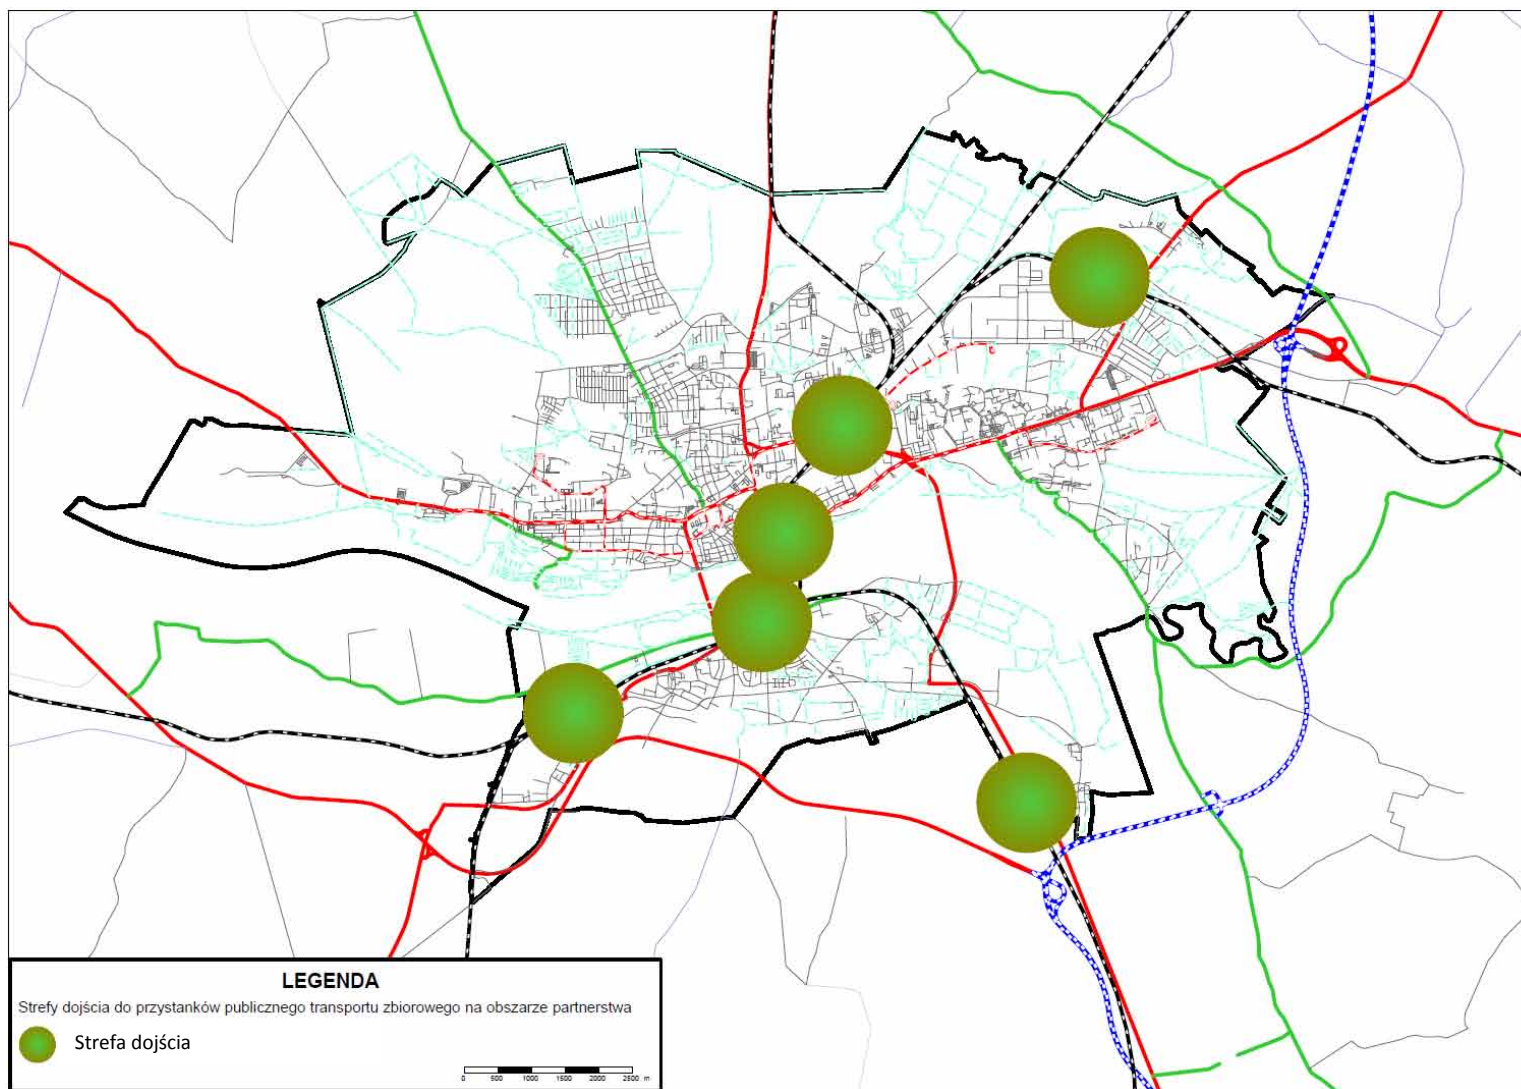 LEGENDA
Strefy dojścia do przystanków publicznego transportu zbiorowego na obszarze partnerstwa
Strefa dojścia
0 500 1000 1500 2000 2500 m